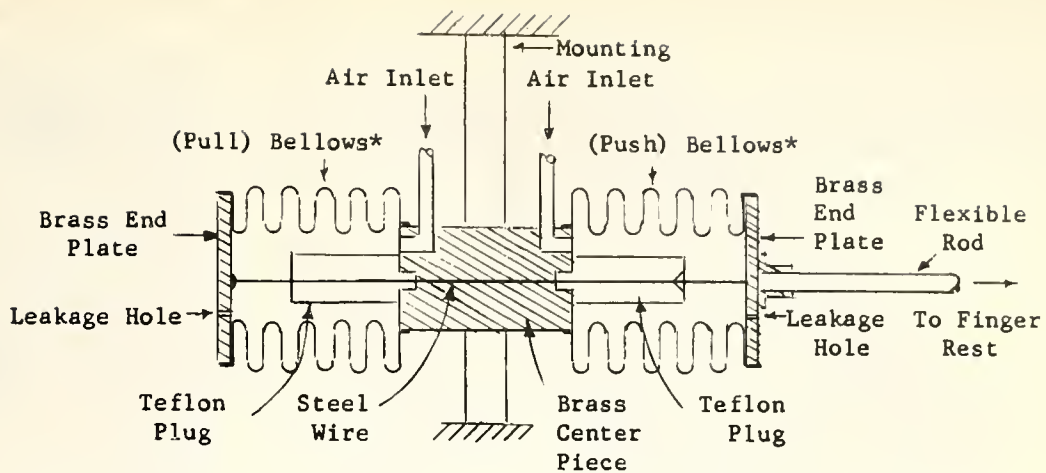 Mounting
Air Inlet
Air Inlet
(Pull) Bellows*
(Push) Bellows*
Brass End
Plate
Brass
End
Plate
Flexible
Rod
Leakage Hole
Leakage
Hole
To Finger
Rest
Teflon
Plug
Steel
Wire
Brass
Center
Piece
Teflon
Plug